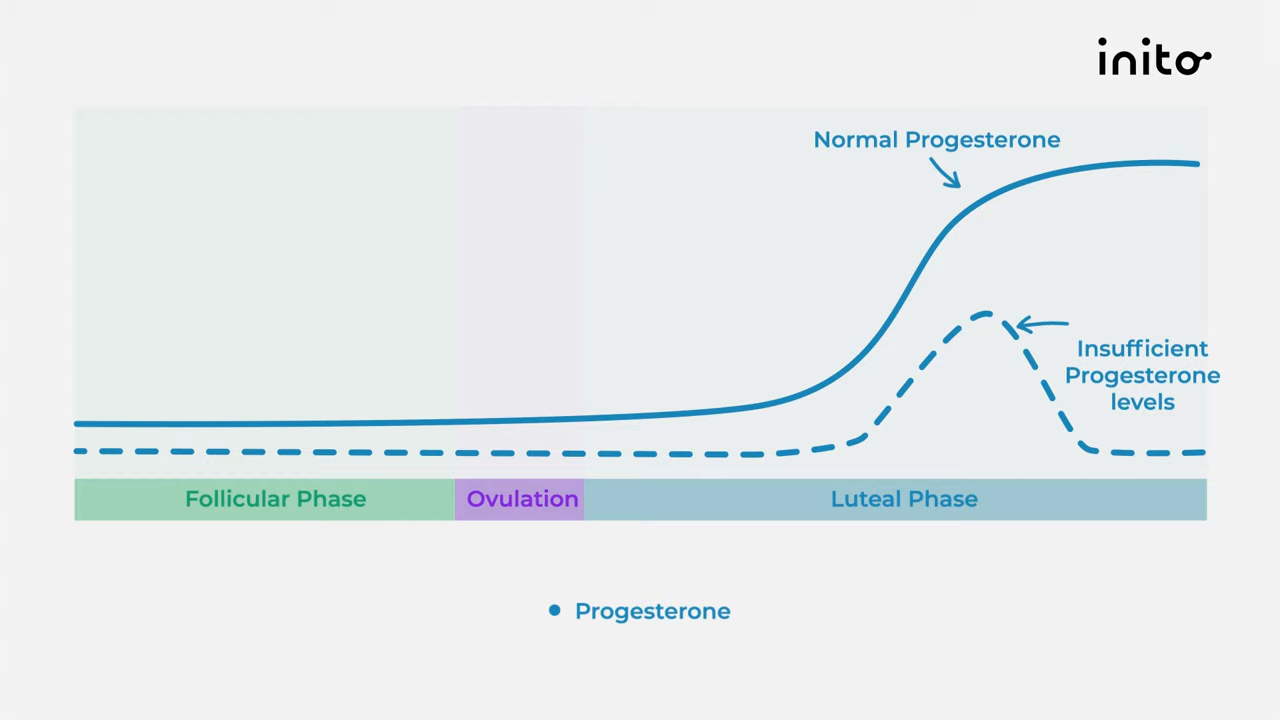 inito
Normal Progesterone
Insufficient
Progesterone
levels
Follicular Phase
Ovulation
Luteal Phase
Progesterone